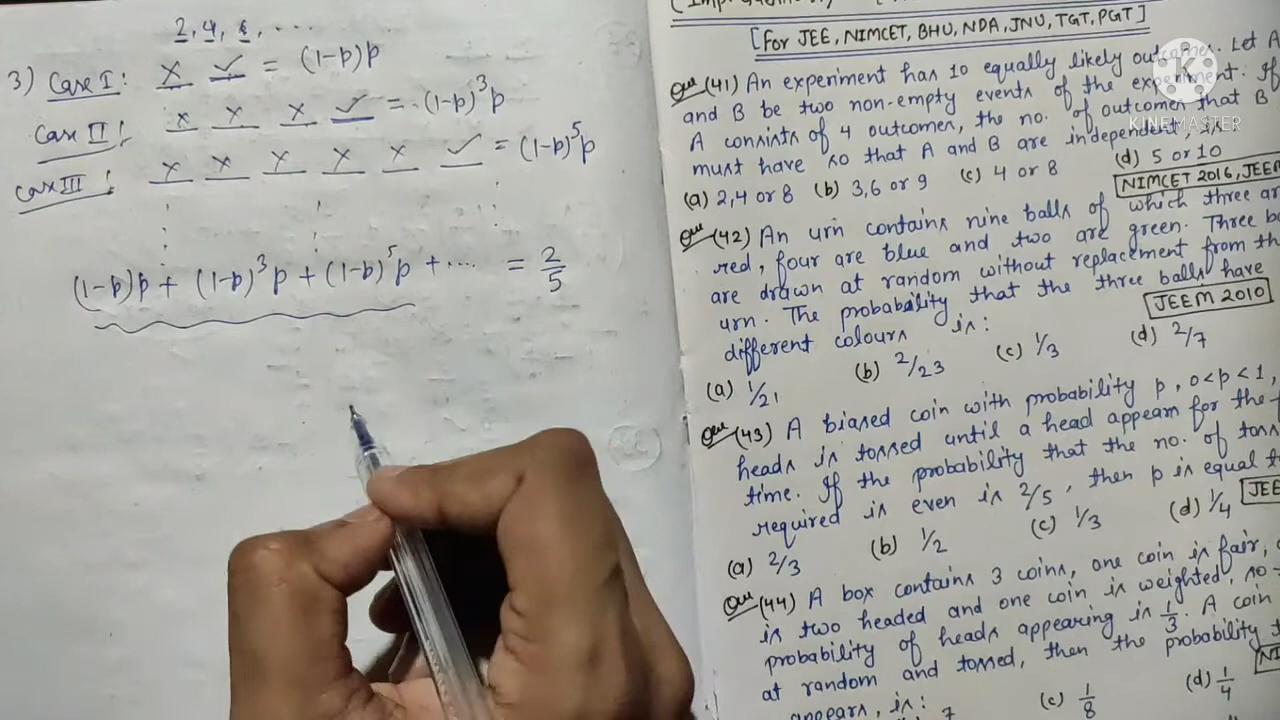 2, 4, 6, ....
3) Case I: x ✓ = (1-p)p
Case II: x x x ✓ = (1-p)³p
Case III: x x x x x ✓ = (1-p)⁵p
(1-p)p + (1-p)³p + (1-p)⁵p + .... = 2/5
[For JEE, NIMCET, BHU, NDA, JNU, TGT, PGT]
Que (41) An experiment has 10 equally likely outcomes. Let A
and B be two non-empty events of the experiment. If
A consists of 4 outcomes, the no. of outcomes that B
must have so that A and B are independent is
(a) 2,4 or 8 (b) 3,6 or 9 (c) 4 or 8 (d) 5 or 10
[NIMCET 2016, JEEM
Que (42) An urn contains nine balls of which three are
red, four are blue and two are green. Three
are drawn at random without replacement from the
urn. The probability that the three balls have
different colours is:
[JEEM 2010]
(a) 1/21 (b) 2/23 (c) 1/3 (d) 2/7
Que (43) A biased coin with probability p, 0<p<1,
heads is tossed until a head appears for the
time. If the probability that the no. of
required is even is 2/5, then p is equal
[JEE
(a) 2/3 (b) 1/2 (c) 1/3 (d) 1/4
Que (44) A box contains 3 coins, one coin is fair,
is two headed and one coin is weighted, so
probability of heads appearing in 1/3. A coin
at random and tossed, then the probability
appears, is:
(c) 1/8 (d) 1/4
KINEMASTER